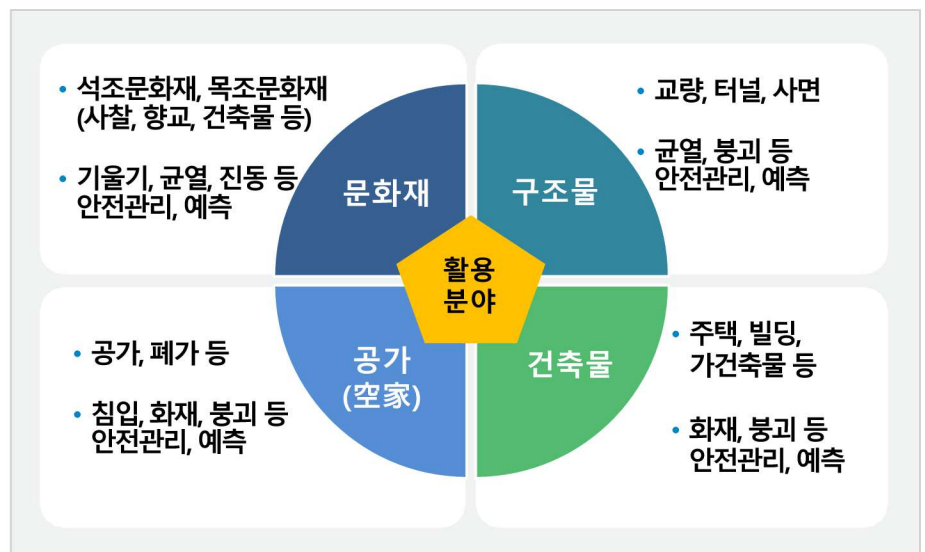 • 석조문화재, 목조문화재
(사찰, 향교, 건축물 등)
• 기울기, 균열, 진동 등
안전관리, 예측
문화재
• 교량, 터널, 사면
• 균열, 붕괴 등
안전관리, 예측
구조물
활용
분야
• 공가, 폐가 등
• 침입, 화재, 붕괴 등
안전관리, 예측
공가
(空家)
• 주택, 빌딩,
가건축물 등
• 화재, 붕괴 등
안전관리, 예측
건축물